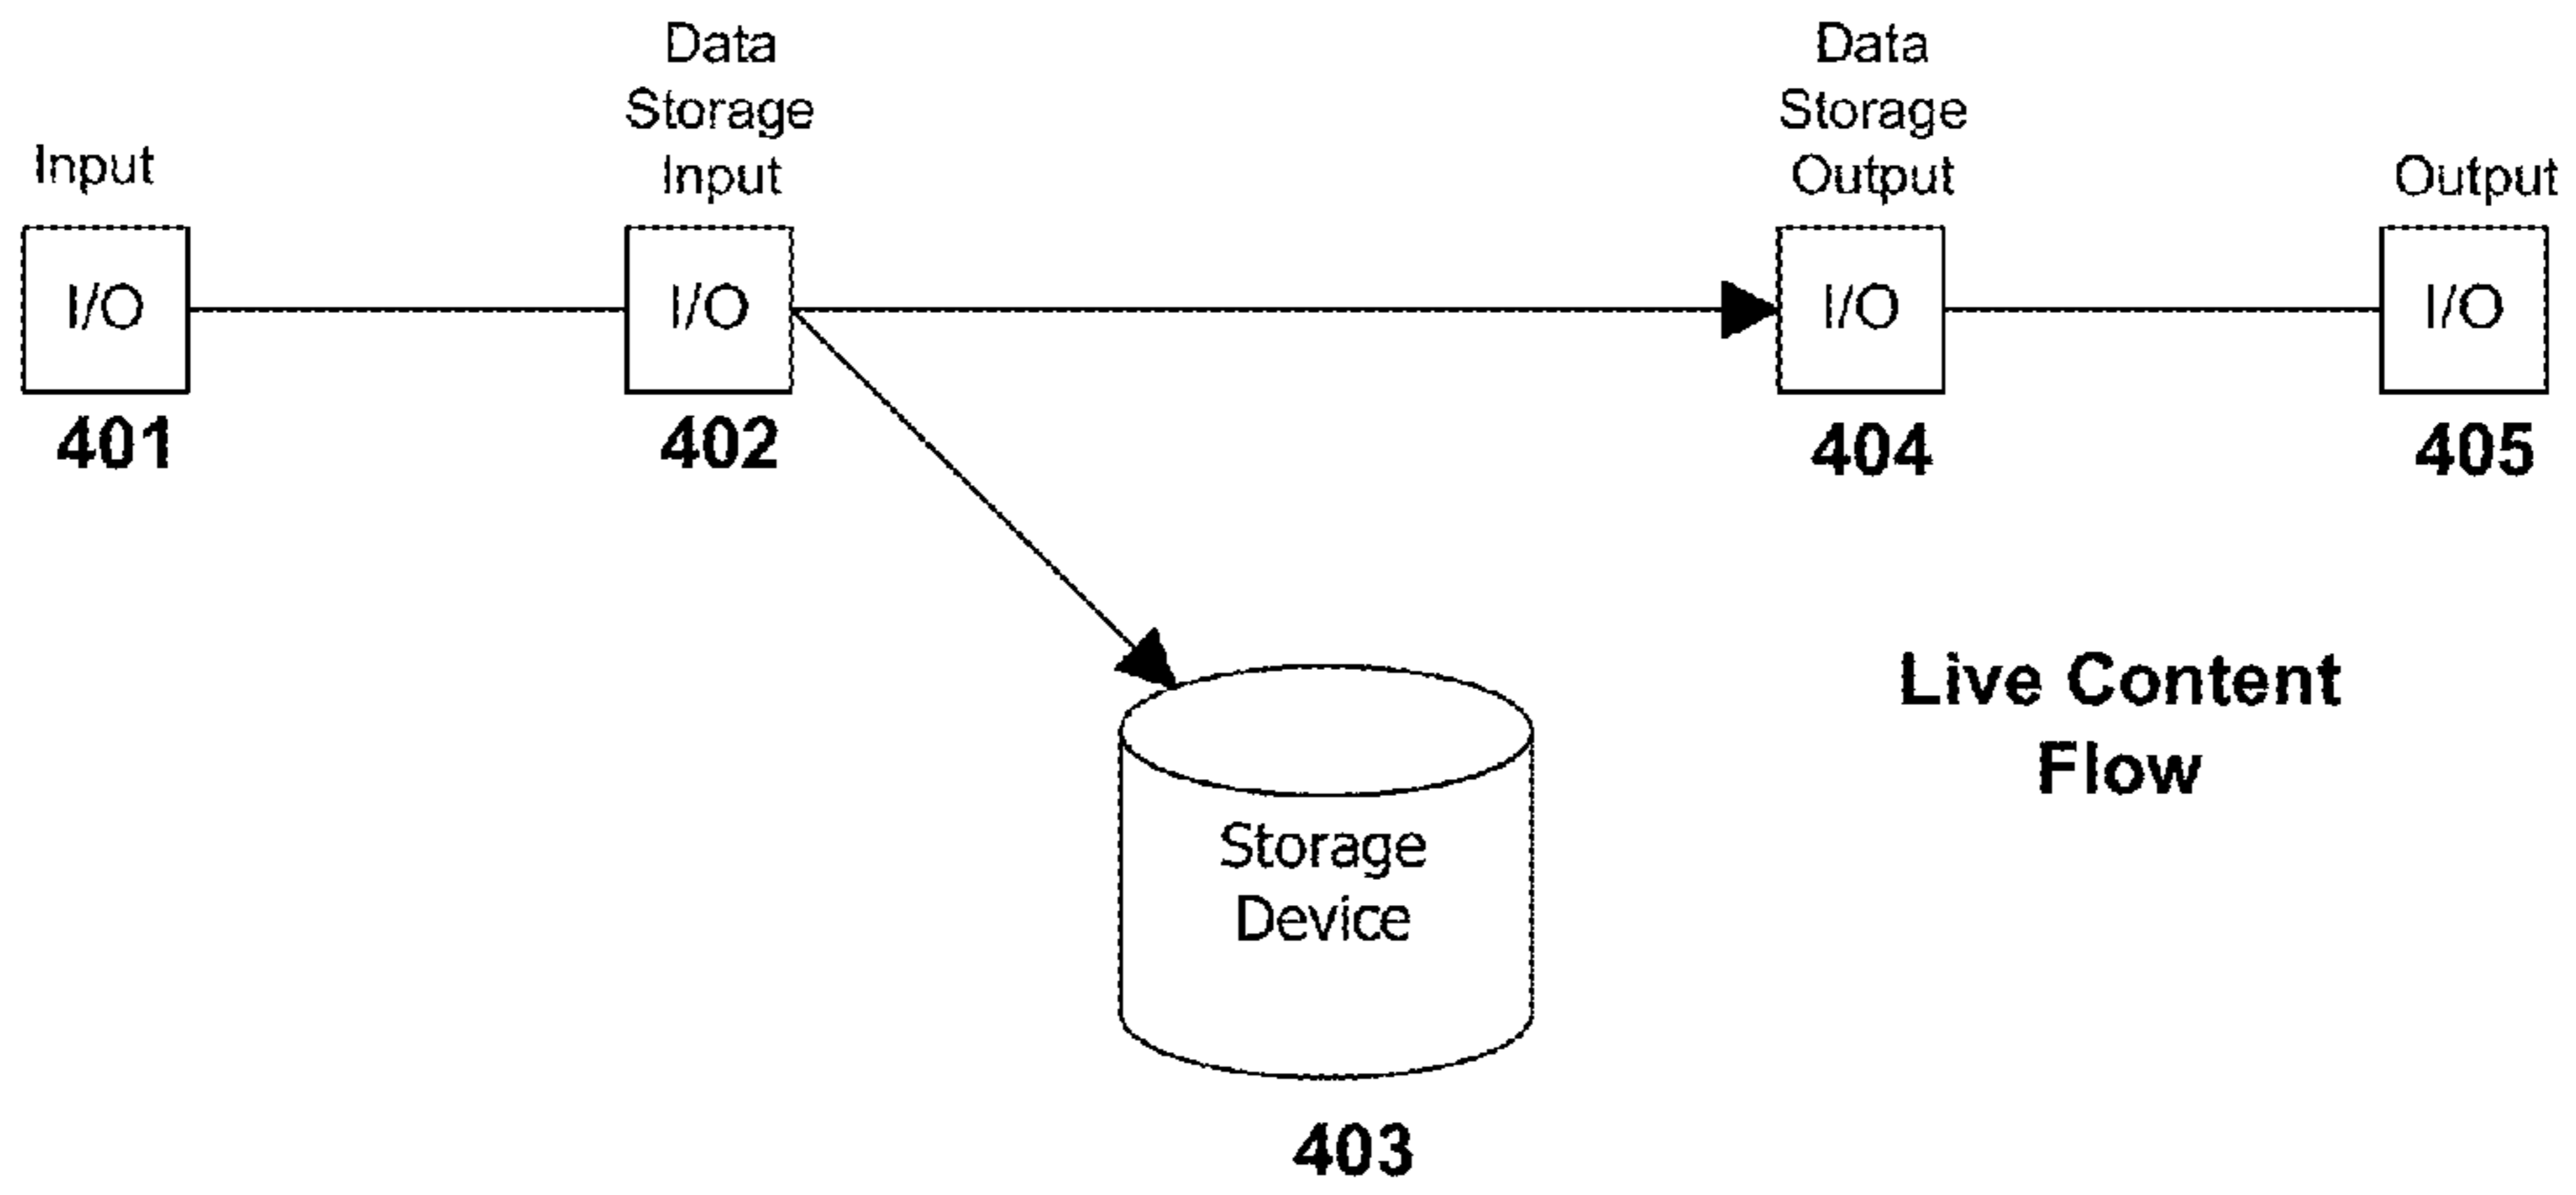 Input
I/O
401
Data
Storage
Input
I/O
402
Data
Storage
Output
I/O
404
Output
I/O
405
Live Content
Flow
Storage
Device
403